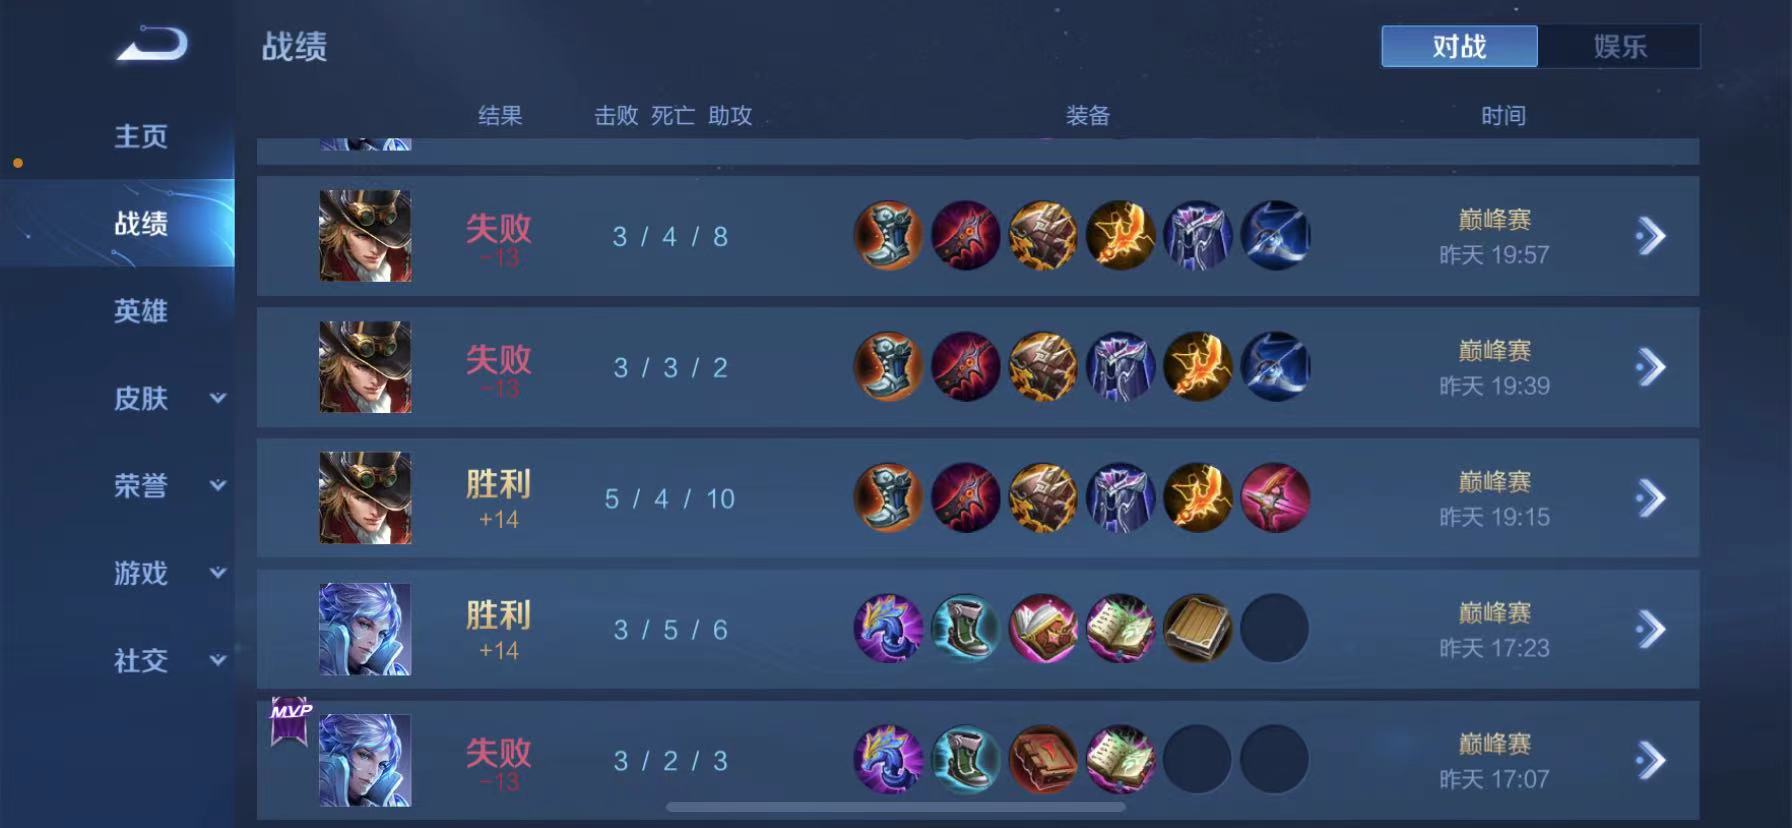 战绩
对战 娱乐
结果 击败 死亡 助攻 装备 时间
主页
战绩
英雄
皮肤
荣誉
游戏
社交
失败 3 / 4 / 8 巅峰赛
-13 昨天 19:57
失败 3 / 3 / 2 巅峰赛
-13 昨天 19:39
胜利 5 / 4 / 10 巅峰赛
+14 昨天 19:15
胜利 3 / 5 / 6 巅峰赛
+14 昨天 17:23
MVP
失败 3 / 2 / 3 巅峰赛
-13 昨天 17:07